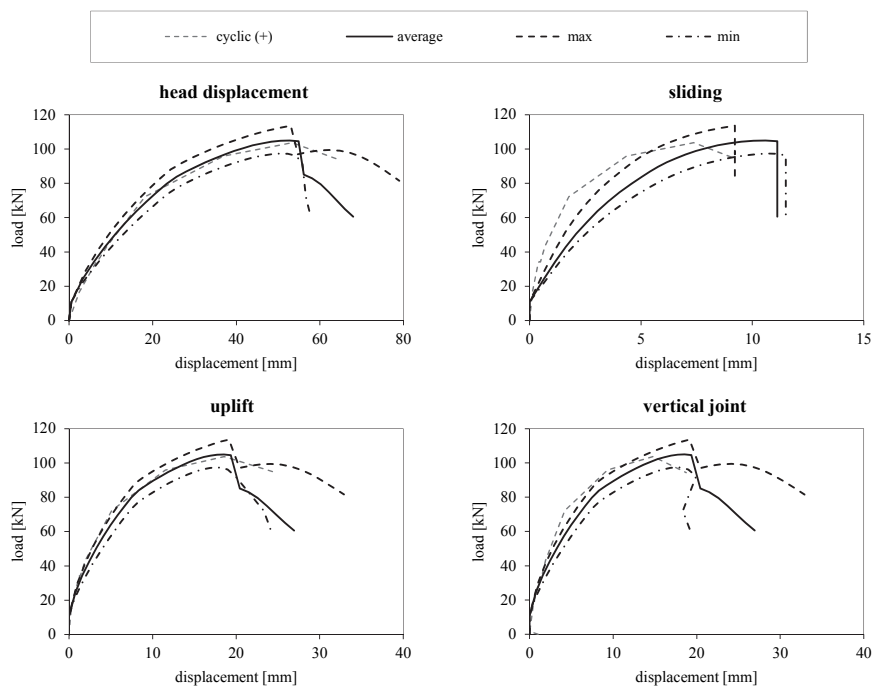 cyclic (+) average max min
head displacement
120
100
80
60
40
20
0
load [kN]
0 20 40 60 80
displacement [mm]
sliding
120
100
80
60
40
20
0
load [kN]
0 5 10 15
displacement [mm]
uplift
120
100
80
60
40
20
0
load [kN]
0 10 20 30 40
displacement [mm]
vertical joint
120
100
80
60
40
20
0
load [kN]
0 10 20 30 40
displacement [mm]